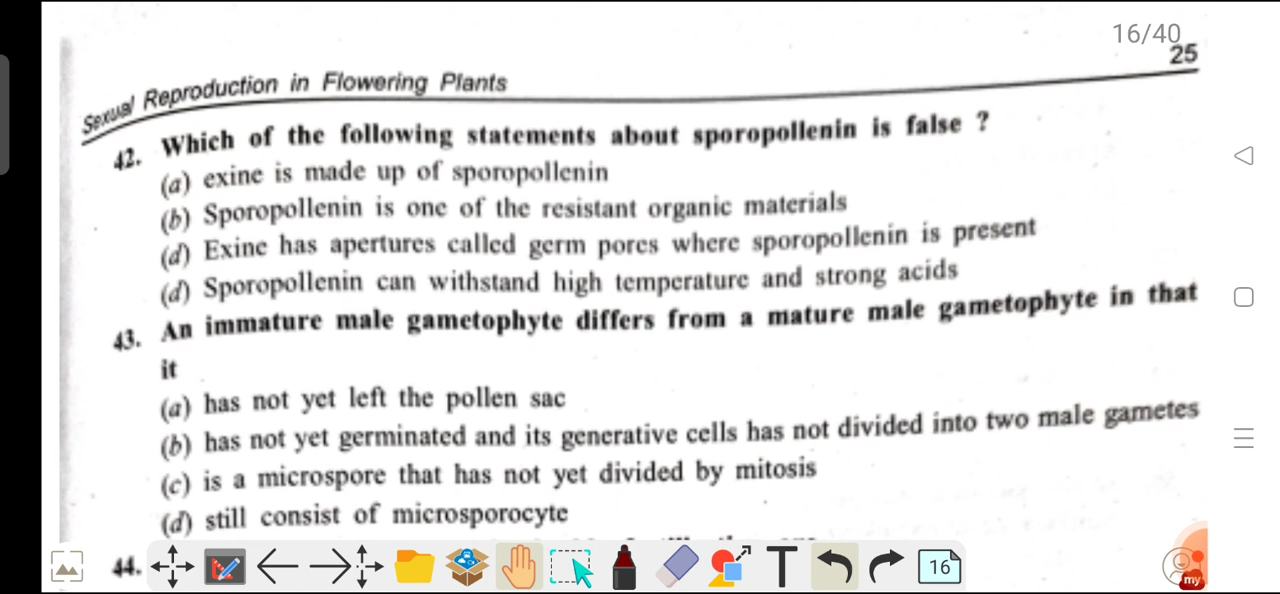 16/40
25
Sexual Reproduction in Flowering Plants
42. Which of the following statements about sporopollenin is false ?
(a) exine is made up of sporopollenin
(b) Sporopollenin is one of the resistant organic materials
(d) Exine has apertures called germ pores where sporopollenin is present
(d) Sporopollenin can withstand high temperature and strong acids
43. An immature male gametophyte differs from a mature male gametophyte in that
it
(a) has not yet left the pollen sac
(b) has not yet germinated and its generative cells has not divided into two male gametes
(c) is a microspore that has not yet divided by mitosis
(d) still consist of microsporocyte
44.
T
16
my